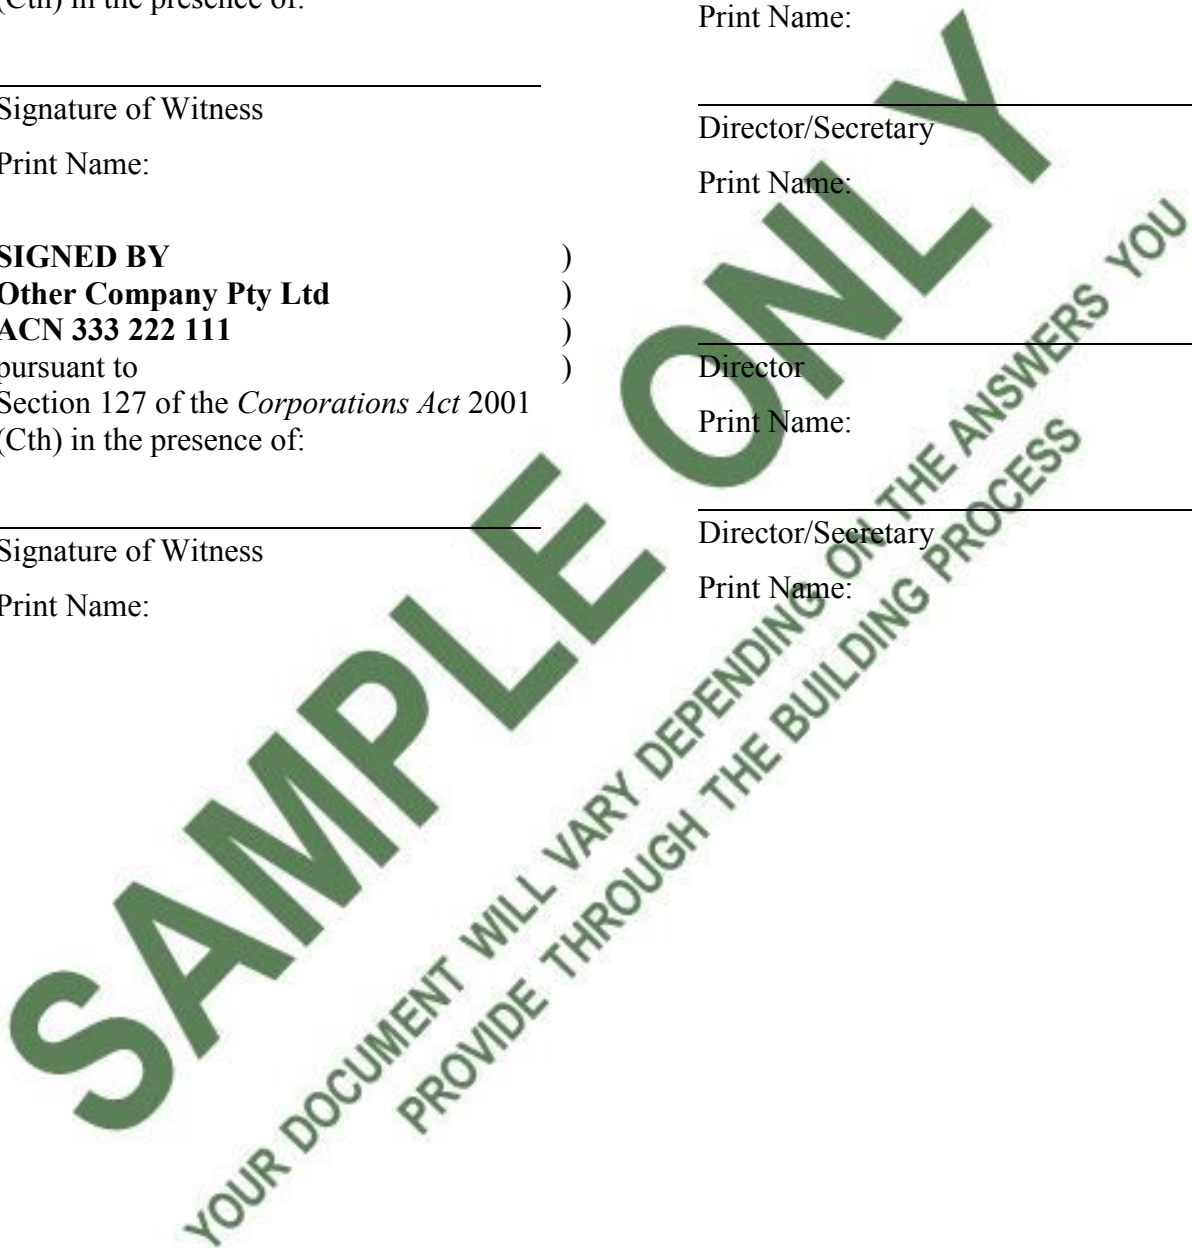 (Cth) in the presence of:
Signature of Witness
Print Name:
Print Name:
Director/Secretary
Print Name:
SIGNED BY )
Other Company Pty Ltd )
ACN 333 222 111 )
pursuant to )
Section 127 of the Corporations Act 2001
(Cth) in the presence of:
Signature of Witness
Print Name:
Director
Print Name:
Director/Secretary
Print Name:
SAMPLE ONLY
YOUR DOCUMENT WILL VARY DEPENDING ON THE ANSWERS YOU
PROVIDE THROUGH THE BUILDING PROCESS